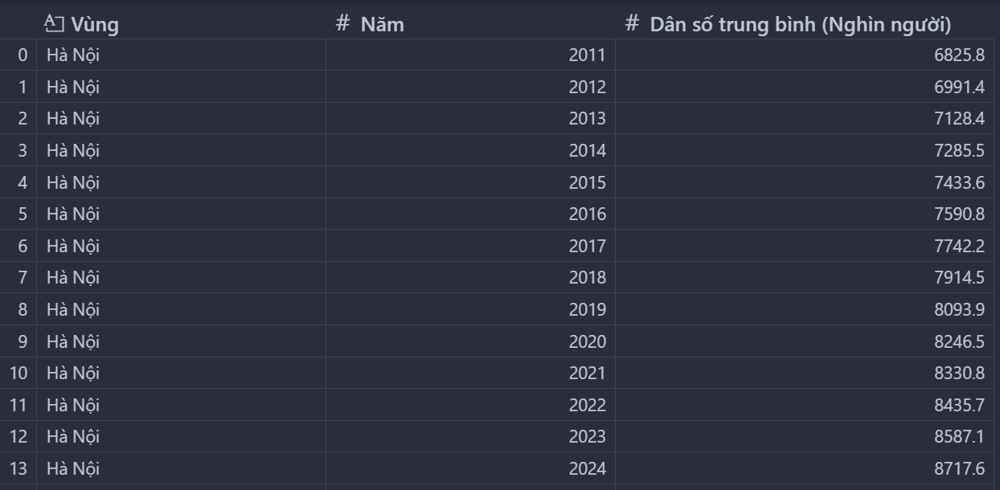 Vùng # Năm # Dân số trung bình (Nghìn người)
0 Hà Nội 2011 6825.8
1 Hà Nội 2012 6991.4
2 Hà Nội 2013 7128.4
3 Hà Nội 2014 7285.5
4 Hà Nội 2015 7433.6
5 Hà Nội 2016 7590.8
6 Hà Nội 2017 7742.2
7 Hà Nội 2018 7914.5
8 Hà Nội 2019 8093.9
9 Hà Nội 2020 8246.5
10 Hà Nội 2021 8330.8
11 Hà Nội 2022 8435.7
12 Hà Nội 2023 8587.1
13 Hà Nội 2024 8717.6